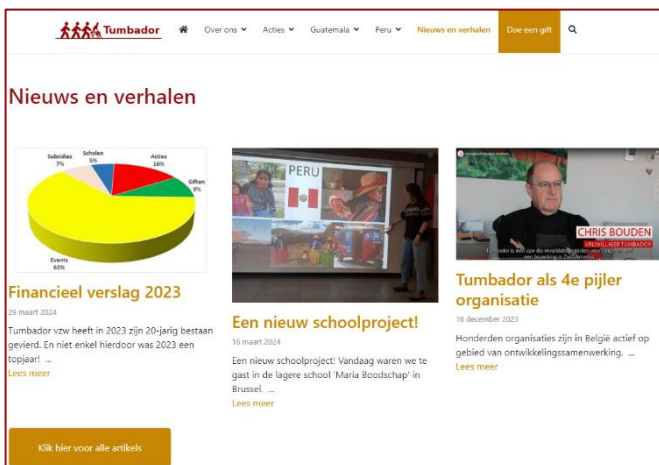 Tumbador
Over ons
Acties
Guatemala
Peru
Nieuws en verhalen
Doe een gift
Nieuws en verhalen
Subsidies
7%
Scholen
5%
Acties
16%
Giften
9%
Events
63%
Financieel verslag 2023
29 maart 2024
Tumbador vzw heeft in 2023 zijn 20-jarig bestaan
gevierd. En niet enkel hierdoor was 2023 een
topjaar! ...
Lees meer
PERU
Een nieuw schoolproject!
16 maart 2024
Een nieuw schoolproject! Vandaag waren we te
gast in de lagere school 'Maria Boodschap' in
Brussel. ...
Lees meer
CHRIS BOUDEN
VRIJWILLIGER TUMBADOR
Tumbador als 4e pijler
organisatie
18 december 2023
Honderden organisaties zijn in België actief op
gebied van ontwikkelingssamenwerking. ...
Lees meer
Klik hier voor alle artikels